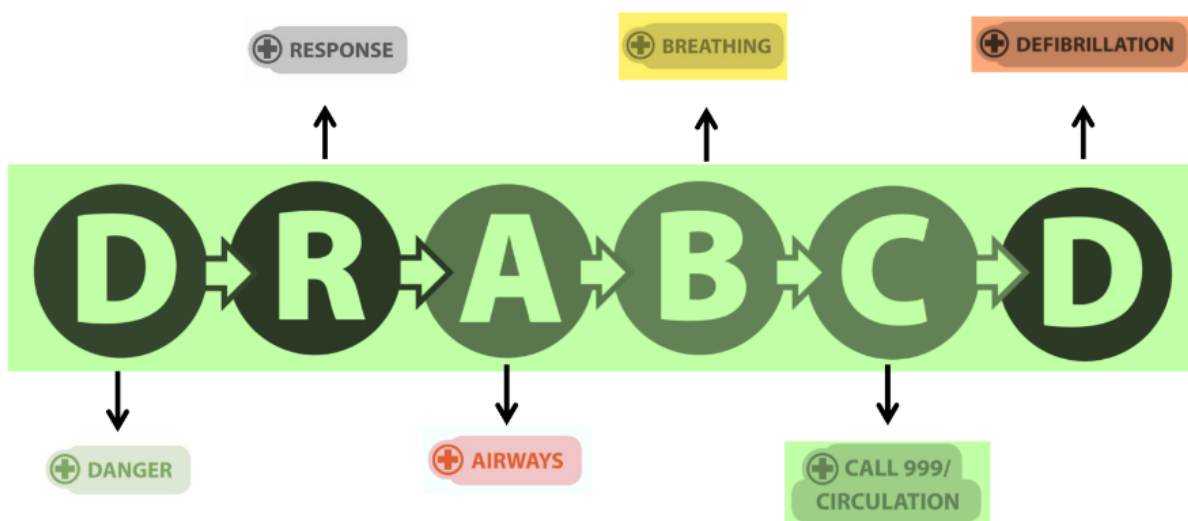 RESPONSE
BREATHING
DEFIBRILLATION
D R A B C D
DANGER
AIRWAYS
CALL 999/
CIRCULATION